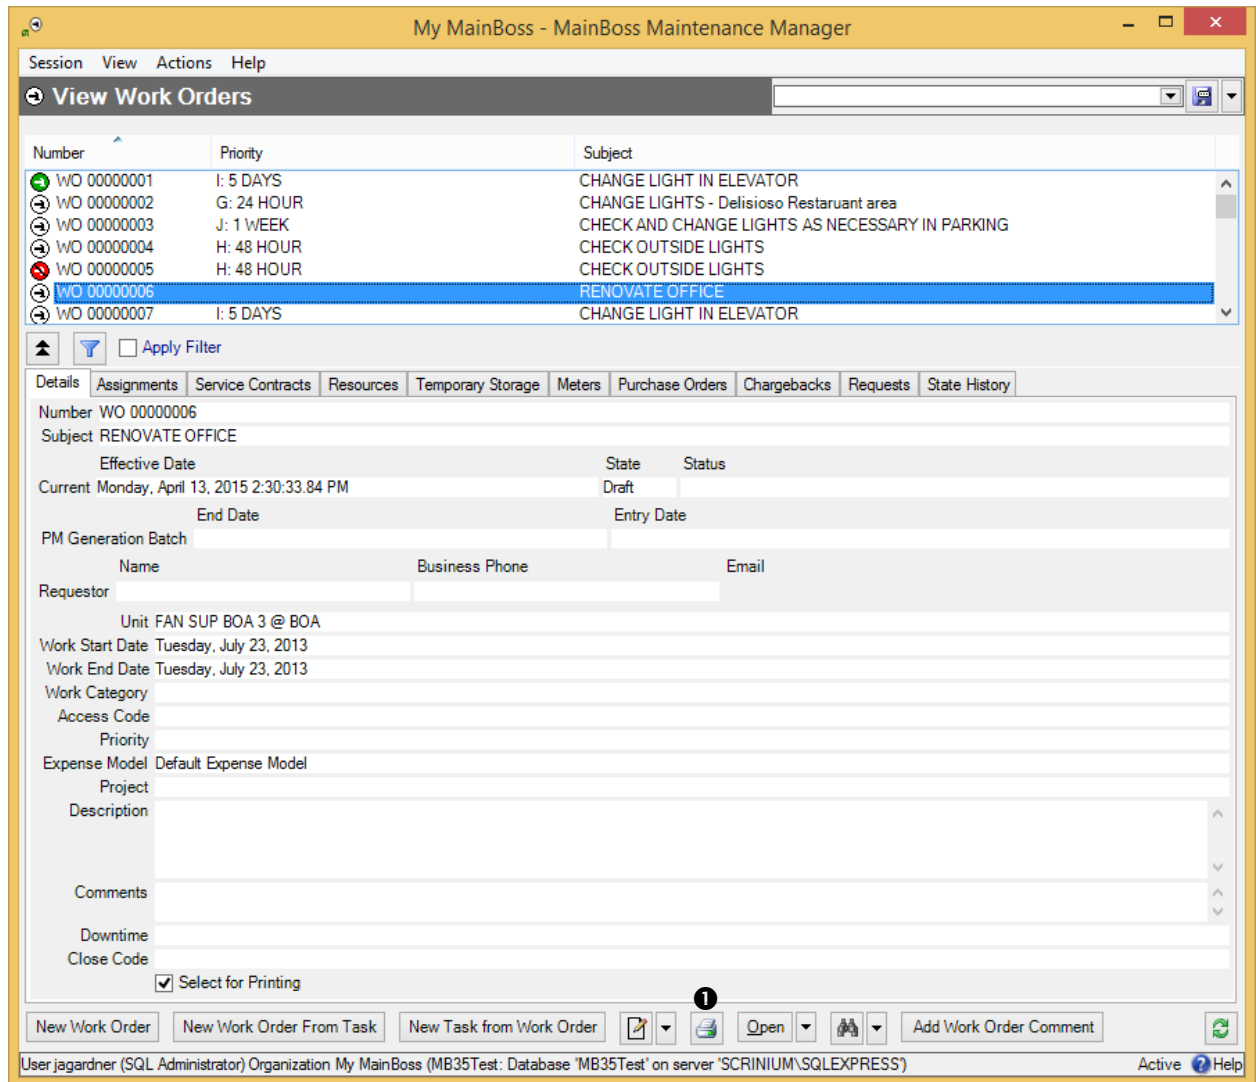 My MainBoss - MainBoss Maintenance Manager
Session View Actions Help
View Work Orders
Number Priority Subject
WO 00000001 I: 5 DAYS CHANGE LIGHT IN ELEVATOR
WO 00000002 G: 24 HOUR CHANGE LIGHTS - Delisioso Restaruant area
WO 00000003 J: 1 WEEK CHECK AND CHANGE LIGHTS AS NECESSARY IN PARKING
WO 00000004 H: 48 HOUR CHECK OUTSIDE LIGHTS
WO 00000005 H: 48 HOUR CHECK OUTSIDE LIGHTS
WO 00000006 RENOVATE OFFICE
WO 00000007 I: 5 DAYS CHANGE LIGHT IN ELEVATOR
Apply Filter
Details Assignments Service Contracts Resources Temporary Storage Meters Purchase Orders Chargebacks Requests State History
Number WO 00000006
Subject RENOVATE OFFICE
Effective Date State Status
Current Monday, April 13, 2015 2:30:33.84 PM Draft
End Date Entry Date
PM Generation Batch
Name Business Phone Email
Requestor
Unit FAN SUP BOA 3 @ BOA
Work Start Date Tuesday, July 23, 2013
Work End Date Tuesday, July 23, 2013
Work Category
Access Code
Priority
Expense Model Default Expense Model
Project
Description
Comments
Downtime
Close Code
Select for Printing
1
New Work Order New Work Order From Task New Task from Work Order Open Add Work Order Comment
User jagardner (SQL Administrator) Organization My MainBoss (MB35Test: Database 'MB35Test' on server 'SCRINIUM\SQLEXPRESS') Active Help